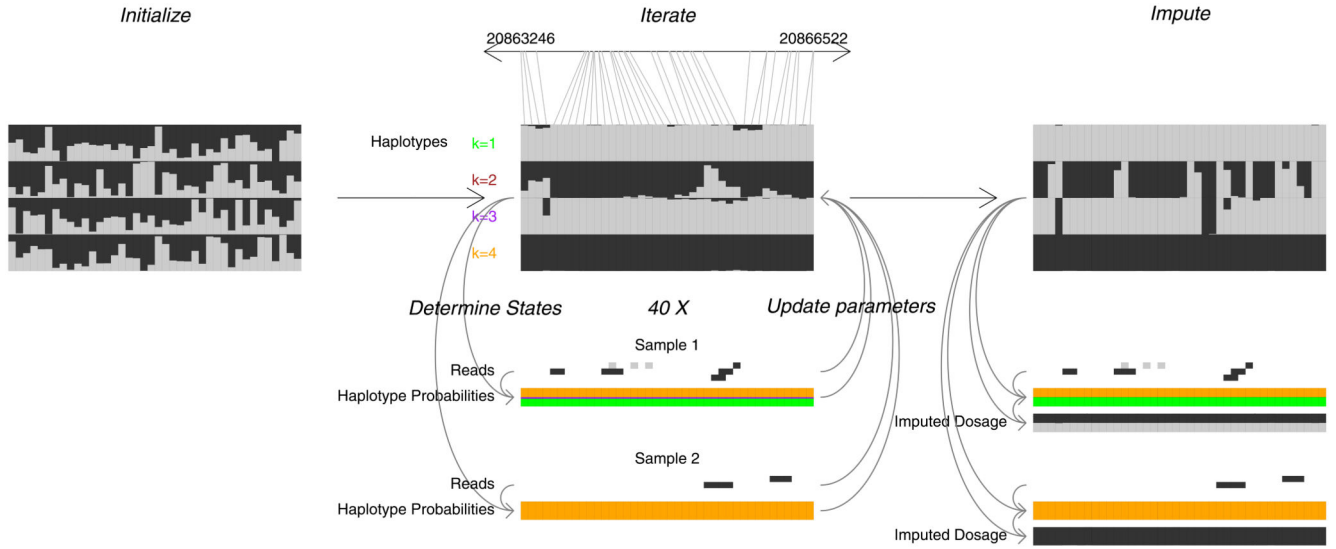 Initialize
Iterate
Impute
20863246
20866522
Haplotypes
k=1
k=2
k=3
k=4
Determine States
40 X
Update parameters
Sample 1
Reads
Haplotype Probabilities
Imputed Dosage
Sample 2
Reads
Haplotype Probabilities
Imputed Dosage